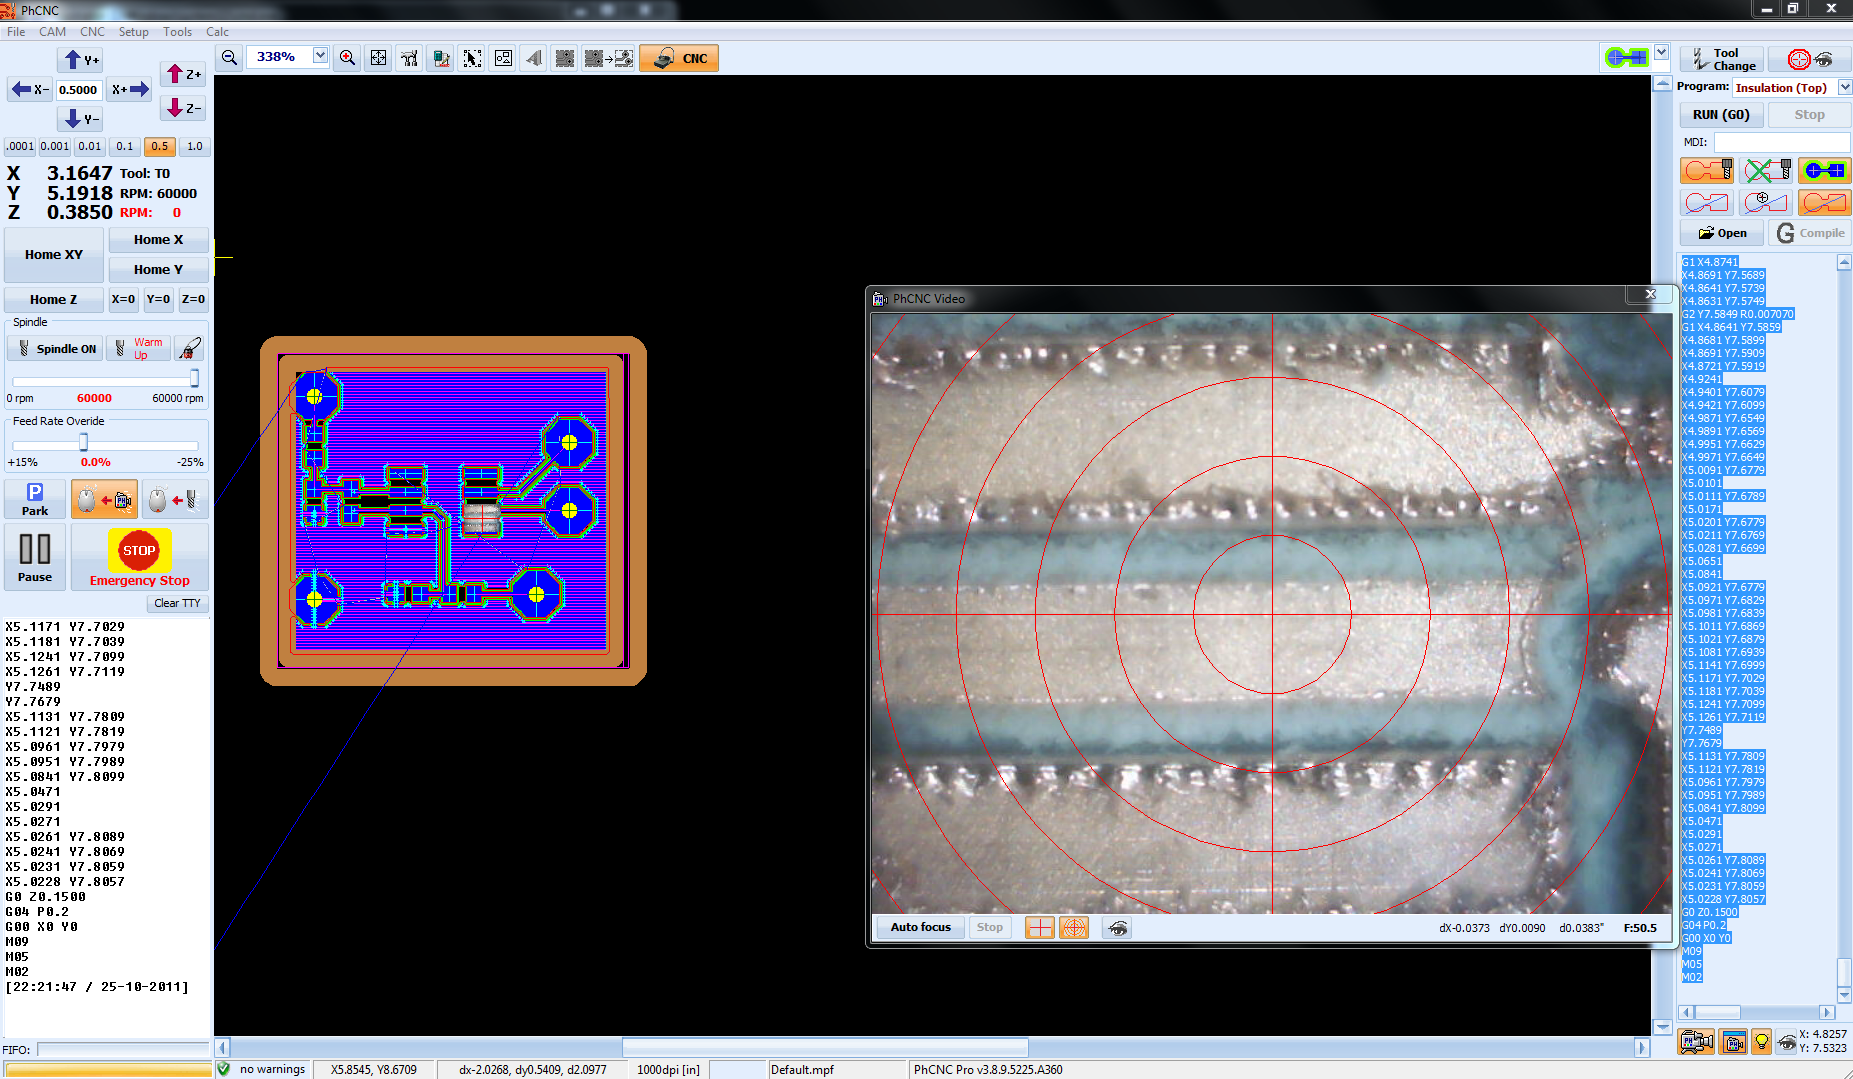 PhCNC
File CAM CNC Setup Tools Calc
Y+
X- 0.5000 X+
Y-
Z+
Z-
.0001 0.001 0.01 0.1 0.5 1.0
X 3.1647 Tool: T0
Y 5.1918 RPM: 60000
Z 0.3850 RPM: 0
Home XY
Home X
Home Y
Home Z X=0 Y=0 Z=0
Spindle
Spindle ON
Warm Up
0 rpm 60000 60000 rpm
Feed Rate Overide
+15% 0.0% -25%
P
Park
PH
Pause
STOP
Emergency Stop
Clear TTY
X5.1171 Y7.7029
X5.1181 Y7.7039
X5.1241 Y7.7099
X5.1261 Y7.7119
Y7.7489
Y7.7679
X5.1131 Y7.7809
X5.1121 Y7.7819
X5.0961 Y7.7979
X5.0951 Y7.7989
X5.0841 Y7.8099
X5.0471
X5.0291
X5.0271
X5.0261 Y7.8089
X5.0241 Y7.8069
X5.0231 Y7.8059
X5.0228 Y7.8057
G0 Z0.1500
G04 P0.2
G00 X0 Y0
M09
M05
M02
[22:21:47 / 25-10-2011]
FIFO:
338%
CNC
PhCNC Video
Auto focus Stop
dX-0.0373 dY0.0090 d0.0383" F:50.5
Tool Change
Program: Insulation (Top)
RUN (GO) Stop
MDI:
Open G Compile
G1 X4.8741
X4.8691 Y7.5689
X4.8641 Y7.5739
X4.8631 Y7.5749
G2 Y7.5849 R0.007070
G1 X4.8641 Y7.5859
X4.8681 Y7.5899
X4.8691 Y7.5909
X4.8721 Y7.5919
X4.9241
X4.9401 Y7.6079
X4.9421 Y7.6099
X4.9871 Y7.6549
X4.9891 Y7.6569
X4.9951 Y7.6629
X4.9971 Y7.6649
X5.0091 Y7.6779
X5.0101
X5.0111 Y7.6789
X5.0171
X5.0201 Y7.6779
X5.0211 Y7.6769
X5.0281 Y7.6699
X5.0651
X5.0841
X5.0921 Y7.6779
X5.0971 Y7.6829
X5.0981 Y7.6839
X5.1011 Y7.6869
X5.1021 Y7.6879
X5.1081 Y7.6939
X5.1141 Y7.6999
X5.1171 Y7.7029
X5.1181 Y7.7039
X5.1241 Y7.7099
X5.1261 Y7.7119
Y7.7489
Y7.7679
X5.1131 Y7.7809
X5.1121 Y7.7819
X5.0961 Y7.7979
X5.0951 Y7.7989
X5.0841 Y7.8099
X5.0471
X5.0291
X5.0271
X5.0261 Y7.8089
X5.0241 Y7.8069
X5.0231 Y7.8059
X5.0228 Y7.8057
G0 Z0.1500
G04 P0.2
G00 X0 Y0
M09
M05
M02
X: 4.8257
Y: 7.5323
no warnings X5.8545, Y8.6709 dx-2.0268, dy0.5409, d2.0977 1000dpi [in] Default.mpf PhCNC Pro v3.8.9.5225.A360